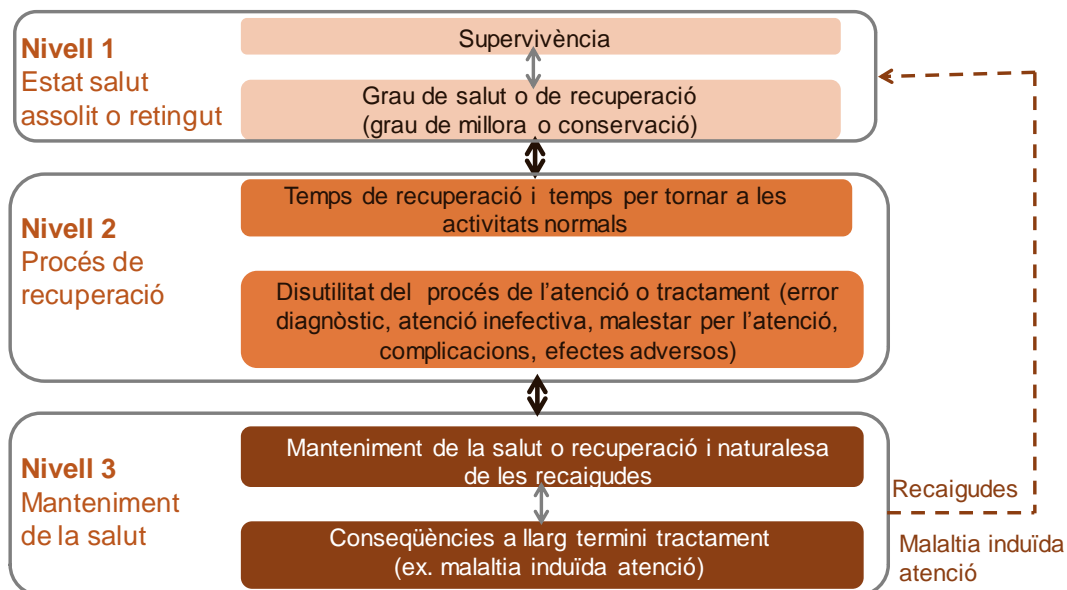 Nivell 1
Estat salut
assolit o retingut
Supervivència
Grau de salut o de recuperació
(grau de millora o conservació)
Nivell 2
Procés de
recuperació
Temps de recuperació i temps per tornar a les
activitats normals
Disutilitat del procés de l’atenció o tractament (error
diagnòstic, atenció inefectiva, malestar per l’atenció,
complicacions, efectes adversos)
Nivell 3
Manteniment
de la salut
Manteniment de la salut o recuperació i naturalesa
de les recaigudes
Conseqüències a llarg termini tractament
(ex. malaltia induïda atenció)
Recaigudes
Malaltia induïda
atenció